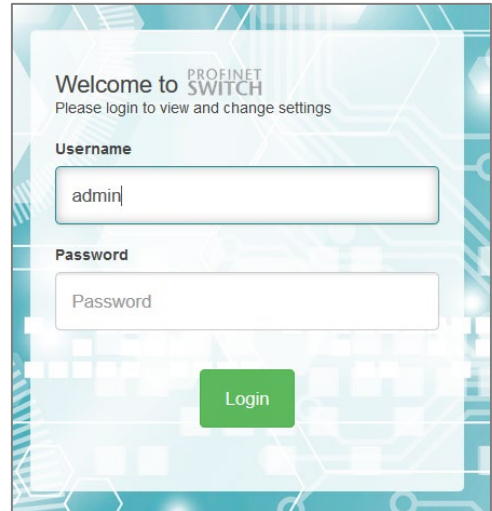 Welcome to PROFINET SWITCH
Please login to view and change settings
Username
admin
Password
Password
Login